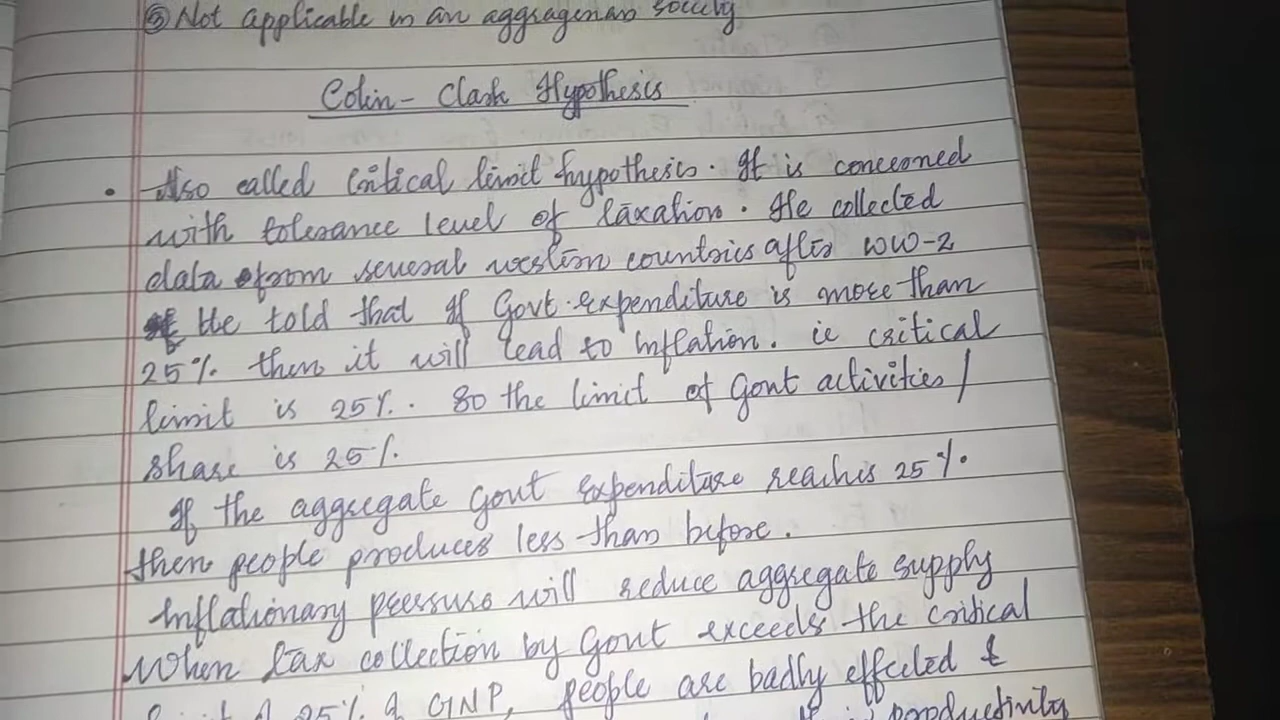 ③ Not applicable in an aggragenan society
Colin - Clark Hypothesis
• Also called Critical limit hypothesis. It is concerned
with tolerance level of taxation. He collected
data from several western countries after WW-2
He told that if Govt. expenditure is more than
25% then it will lead to inflation. ie critical
limit is 25%. So the limit of Govt activities /
share is 25%.
If the aggregate Govt expenditure reaches 25%.
then people produces less than before.
Inflationary pressure will reduce aggregate supply
When tax collection by Govt exceeds the critical
25% of GNP, people are badly effected &
productivity